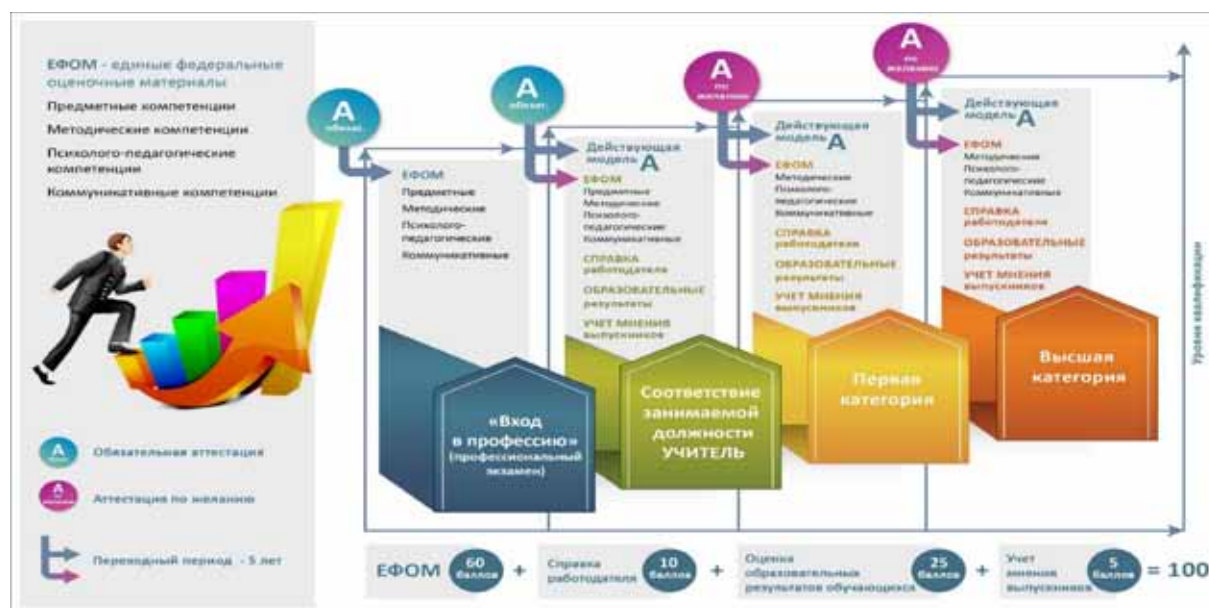 ЕФОМ - единые федеральные
оценочные материалы
Предметные компетенции
Методические компетенции
Психолого-педагогические
компетенции
Коммуникативные компетенции
А
обязат.
Обязательная аттестация
А
Аттестация по желанию
Переходный период - 5 лет
А
обязат.
ЕФОМ
Предметные
Методические
Психолого-
педагогические
Коммуникативные
«Вход
в профессию»
(профессиональный
экзамен)
А
обязат.
Действующая
модель А
ЕФОМ
Предметные
Методические
Психолого-
педагогические
Коммуникативные
СПРАВКА
работодателя
ОБРАЗОВАТЕЛЬНЫЕ
результаты
УЧЕТ МНЕНИЯ
выпускников
Соответствие
занимаемой
должности
УЧИТЕЛЬ
А
по
желанию
Действующая
модель А
ЕФОМ
Методические
Психолого-
педагогические
Коммуникативные
СПРАВКА
работодателя
ОБРАЗОВАТЕЛЬНЫЕ
результаты
УЧЕТ МНЕНИЯ
выпускников
Первая
категория
А
по
желанию
Действующая
модель А
ЕФОМ
Методические
Психолого-
педагогические
Коммуникативные
СПРАВКА
работодателя
ОБРАЗОВАТЕЛЬНЫЕ
результаты
УЧЕТ МНЕНИЯ
выпускников
Высшая
категория
Уровни квалификации
ЕФОМ 60 баллов +
Справка
работодателя
10 баллов +
Оценка
образовательных
результатов обучающихся
25 баллов +
Учет
мнения
выпускников
5 баллов = 100